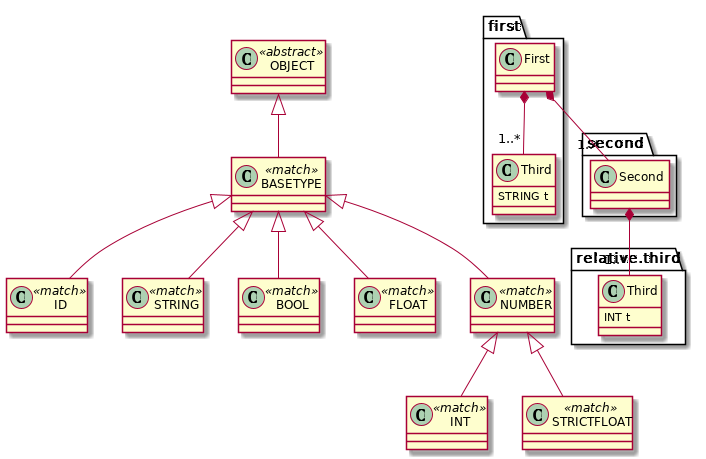 first
C First
«abstract»
C OBJECT
1..*
1..*
second
«match»
C BASETYPE
C Third
STRING t
C Second
relative.third
«match»
C ID
«match»
C STRING
«match»
C BOOL
«match»
C FLOAT
«match»
C NUMBER
C Third
INT t
«match»
C INT
«match»
C STRICTFLOAT